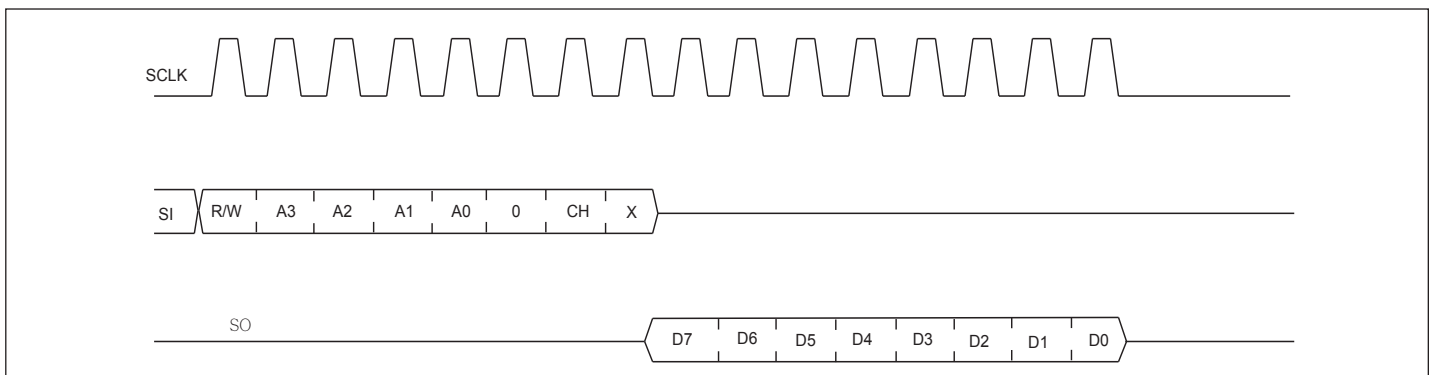 SCLK
SI R/W A3 A2 A1 A0 0 CH X
SO
D7 D6 D5 D4 D3 D2 D1 D0